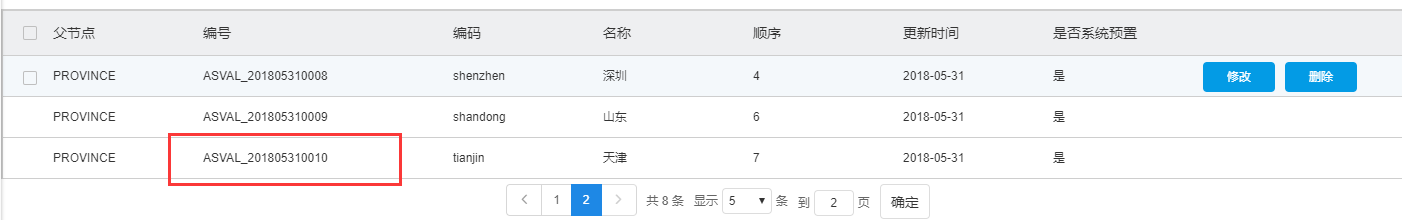 父节点 编号 编码 名称 顺序 更新时间 是否系统预置
PROVINCE ASVAL_201805310008 shenzhen 深圳 4 2018-05-31 是 修改 删除
PROVINCE ASVAL_201805310009 shandong 山东 6 2018-05-31 是
PROVINCE ASVAL_201805310010 tianjin 天津 7 2018-05-31 是
1 2 共 8 条 显示 5 条 到 2 页 确定